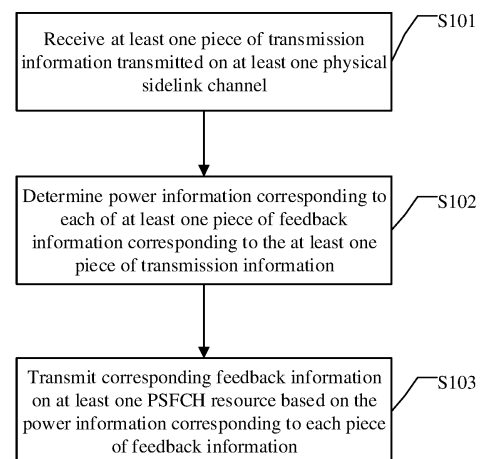 Receive at least one piece of transmission
information transmitted on at least one physical
sidelink channel
S101
Determine power information corresponding to
each of at least one piece of feedback
information corresponding to the at least one
piece of transmission information
S102
Transmit corresponding feedback information
on at least one PSFCH resource based on the
power information corresponding to each piece
of feedback information
S103